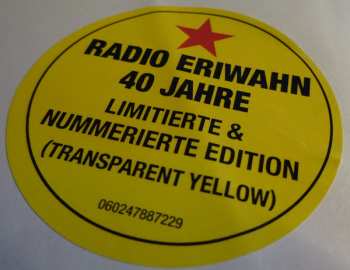 RADIO ERIWAHN
40 JAHRE
LIMITIERTE &
NUMMERIERTE EDITION
(TRANSPARENT YELLOW)
060247887229